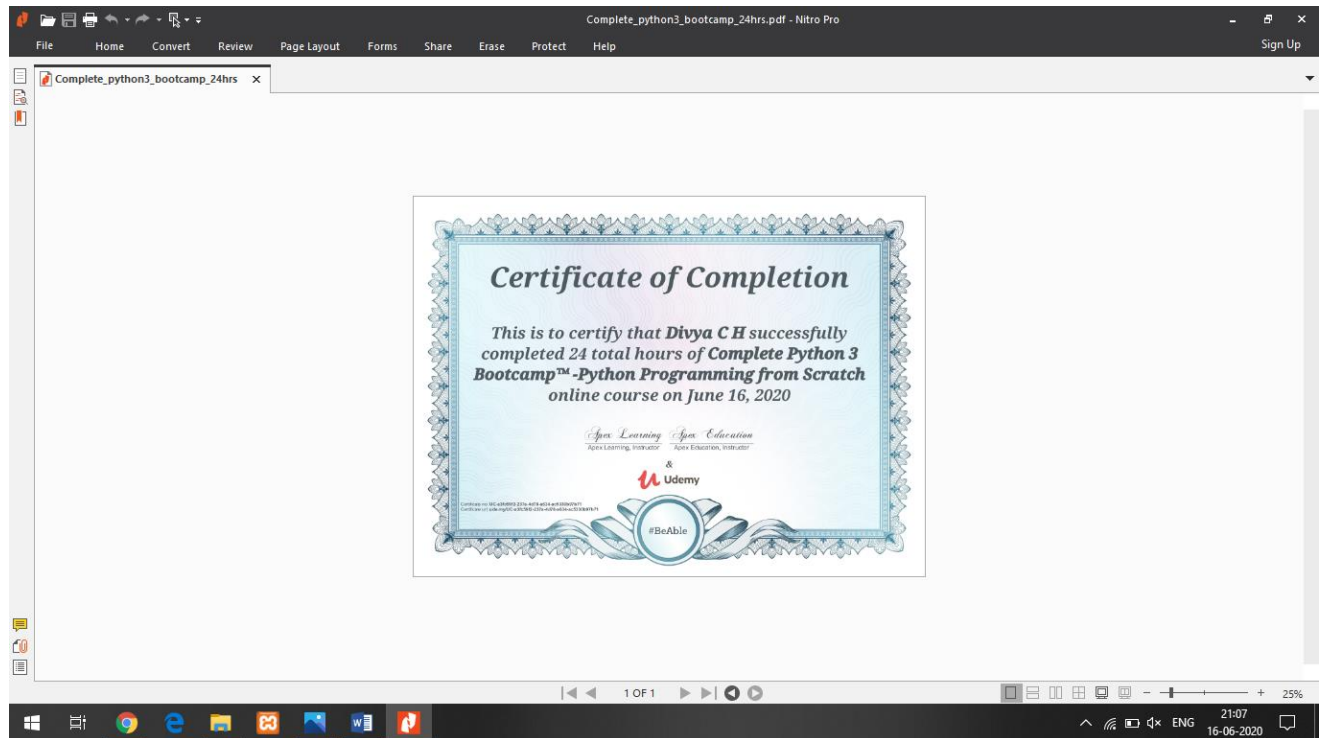 Complete_python3_bootcamp_24hrs.pdf - Nitro Pro
File Home Convert Review Page Layout Forms Share Erase Protect Help Sign Up
Complete_python3_bootcamp_24hrs x
Certificate of Completion
This is to certify that Divya C H successfully
completed 24 total hours of Complete Python 3
Bootcamp™ -Python Programming from Scratch
online course on June 16, 2020
Apex Learning Apex Education
Apex Learning, Instructor Apex Education, Instructor
&
Udemy
#BeAble
1 OF 1
25%
ENG
21:07
16-06-2020